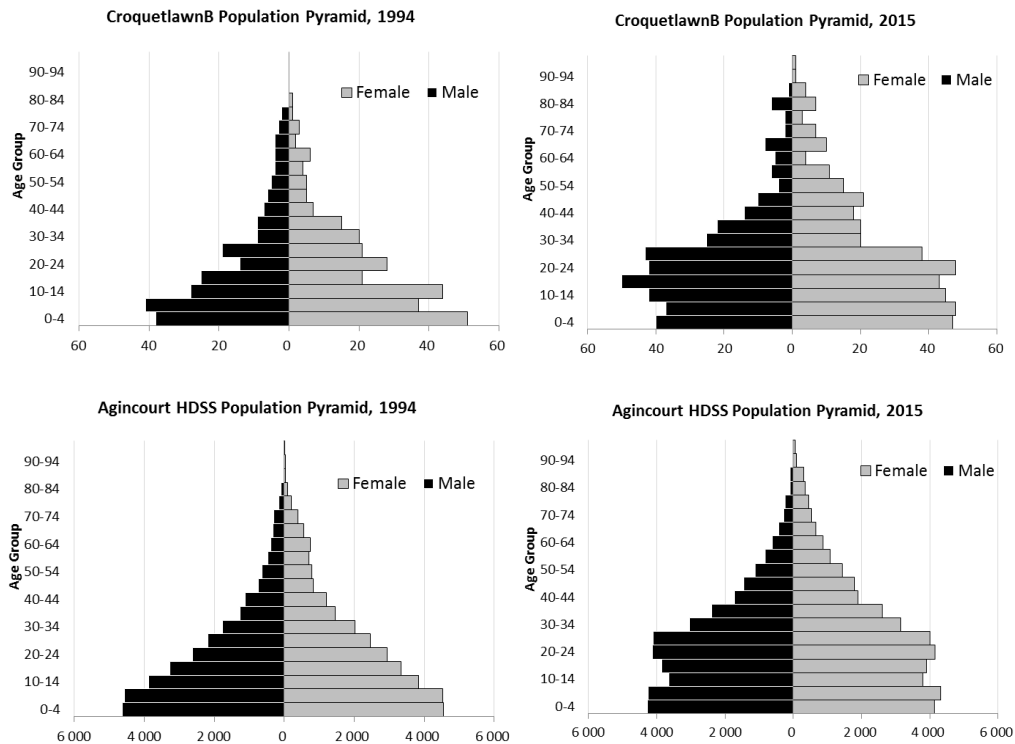 CroquetlawnB Population Pyramid, 1994
Age Group
90-94
80-84
70-74
60-64
50-54
40-44
30-34
20-24
10-14
0-4
Female Male
60 40 20 0 20 40 60
CroquetlawnB Population Pyramid, 2015
Age Group
90-94
80-84
70-74
60-64
50-54
40-44
30-34
20-24
10-14
0-4
Female Male
60 40 20 0 20 40 60
Agincourt HDSS Population Pyramid, 1994
Age Group
90-94
80-84
70-74
60-64
50-54
40-44
30-34
20-24
10-14
0-4
Female Male
6 000 4 000 2 000 0 2 000 4 000 6 000
Agincourt HDSS Population Pyramid, 2015
Age Group
90-94
80-84
70-74
60-64
50-54
40-44
30-34
20-24
10-14
0-4
Female Male
6 000 4 000 2 000 0 2 000 4 000 6 000